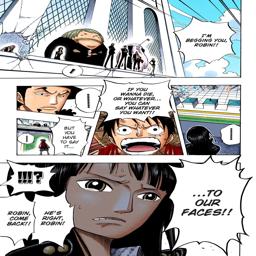 I'M
BEGGING YOU,
ROBIN!!
IF YOU
WANNA DIE,
OR WHATEVER...
YOU CAN
SAY WHATEVER
YOU WANT!!
BUT YOU
HAVE TO
SAY IT...
!
!
!
...TO
OUR
FACES!!
!!!?
HE'S
RIGHT,
ROBIN!
ROBIN,
COME
BACK!!